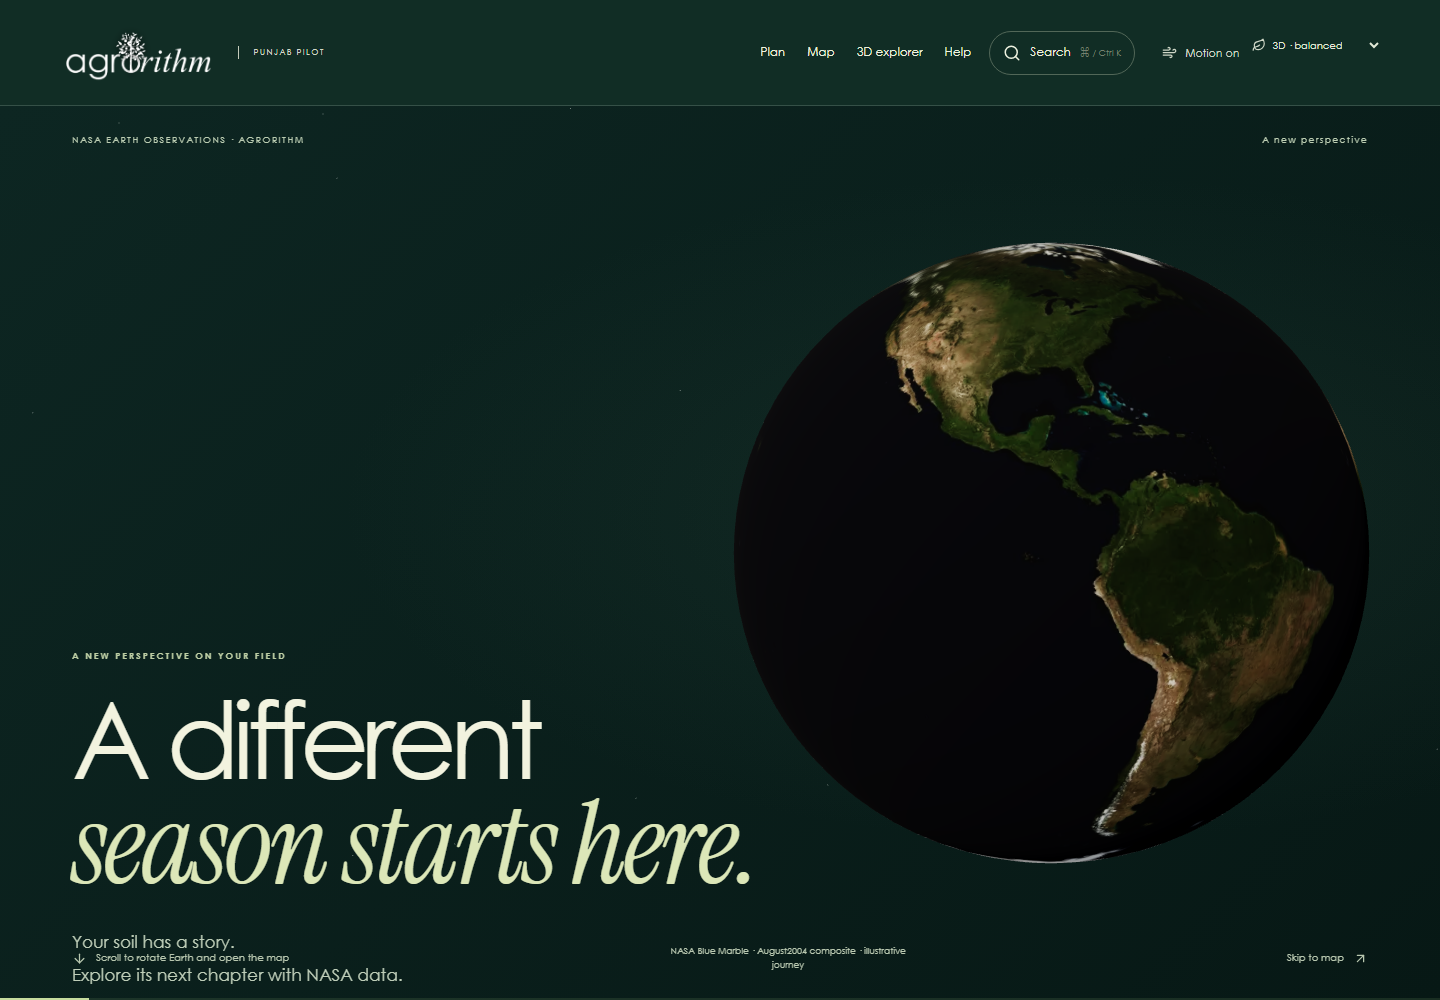 agrorithm
PUNJAB PILOT
Plan
Map
3D explorer
Help
Search ⌘ / Ctrl K
Motion on
3D · balanced
NASA EARTH OBSERVATIONS · AGRORITHM
A new perspective
A NEW PERSPECTIVE ON YOUR FIELD
A different
season starts here.
Your soil has a story.
Scroll to rotate Earth and open the map
Explore its next chapter with NASA data.
NASA Blue Marble · August2004 composite · illustrative
journey
Skip to map